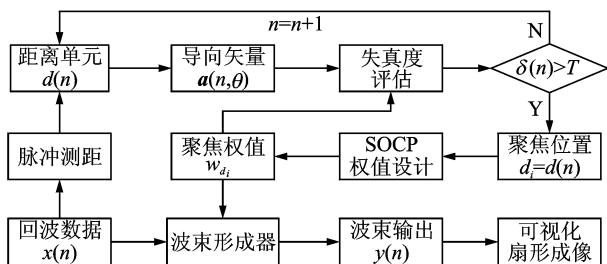 n=n+1
N
距离单元
d(n)
导向矢量
a(n,θ)
失真度
评估
δ(n)>T
Y
脉冲测距
聚焦权值
w_{d_i}
SOCP
权值设计
聚焦位置
d_i=d(n)
回波数据
x(n)
波束形成器
波束输出
y(n)
可视化
扇形成像